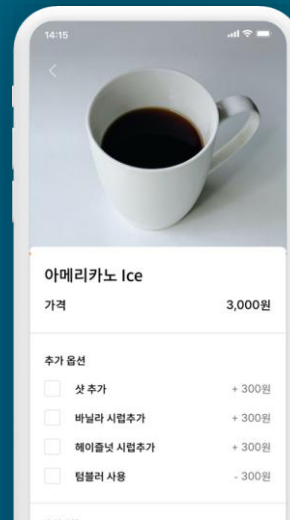 14:15
아메리카노 Ice
가격 3,000원
추가 옵션
샷 추가 + 300원
바닐라 시럽추가 + 300원
헤이즐넛 시럽추가 + 300원
텀블러 사용 - 300원